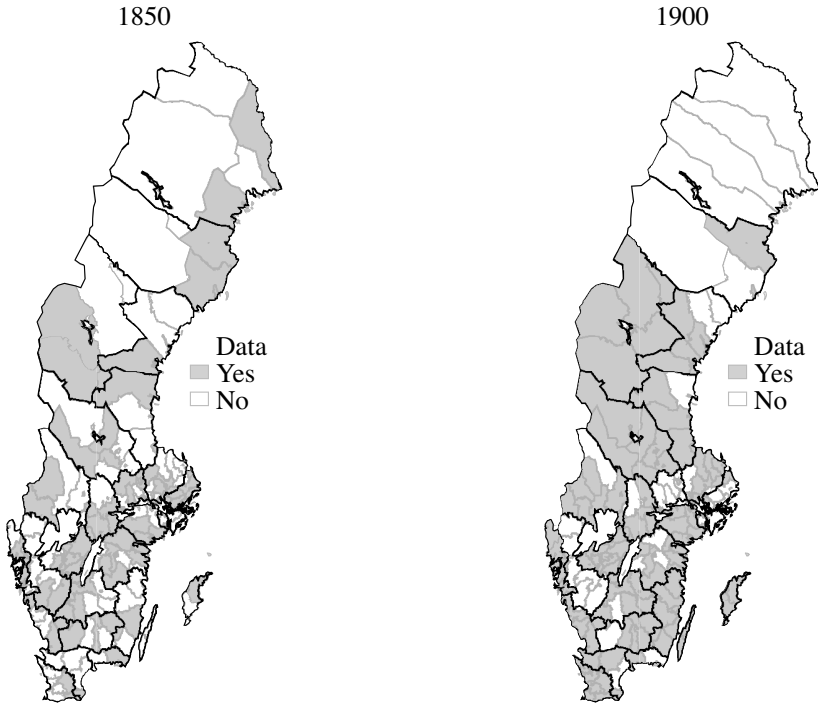 1850
1900
Data
Yes
No
Data
Yes
No